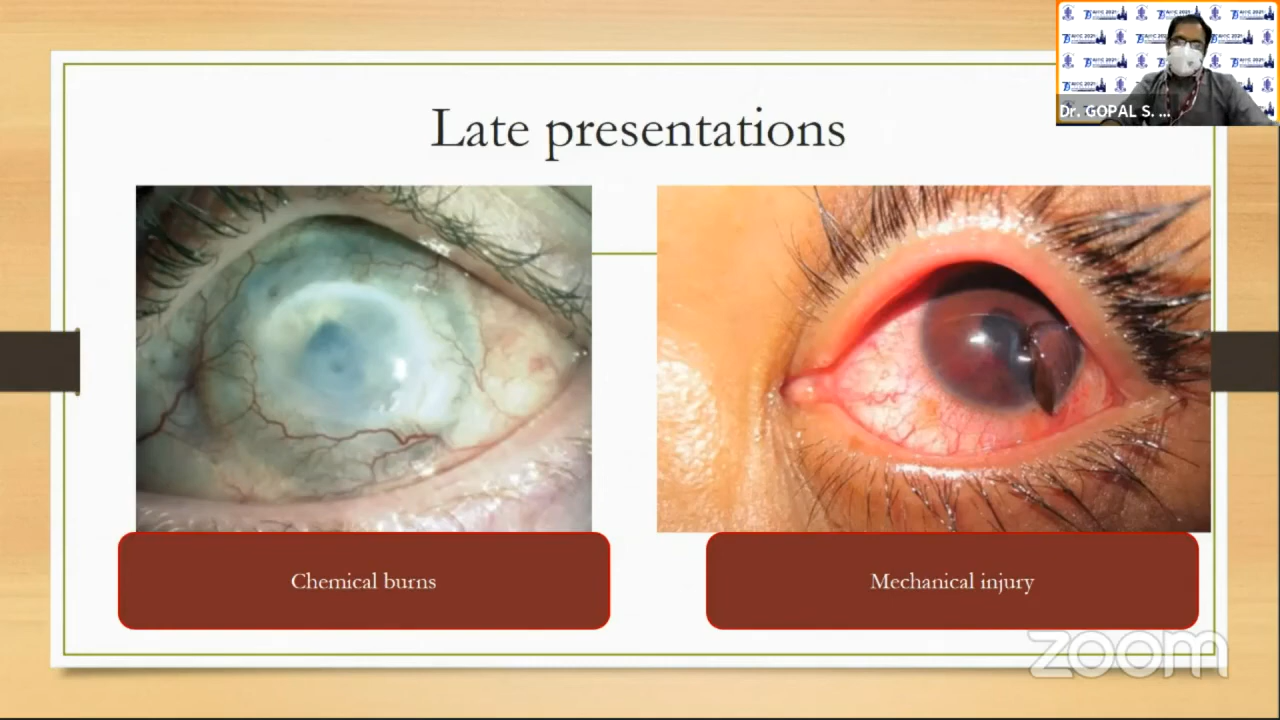 Dr. GOPAL S. ...
Late presentations
Chemical burns
Mechanical injury
zoom